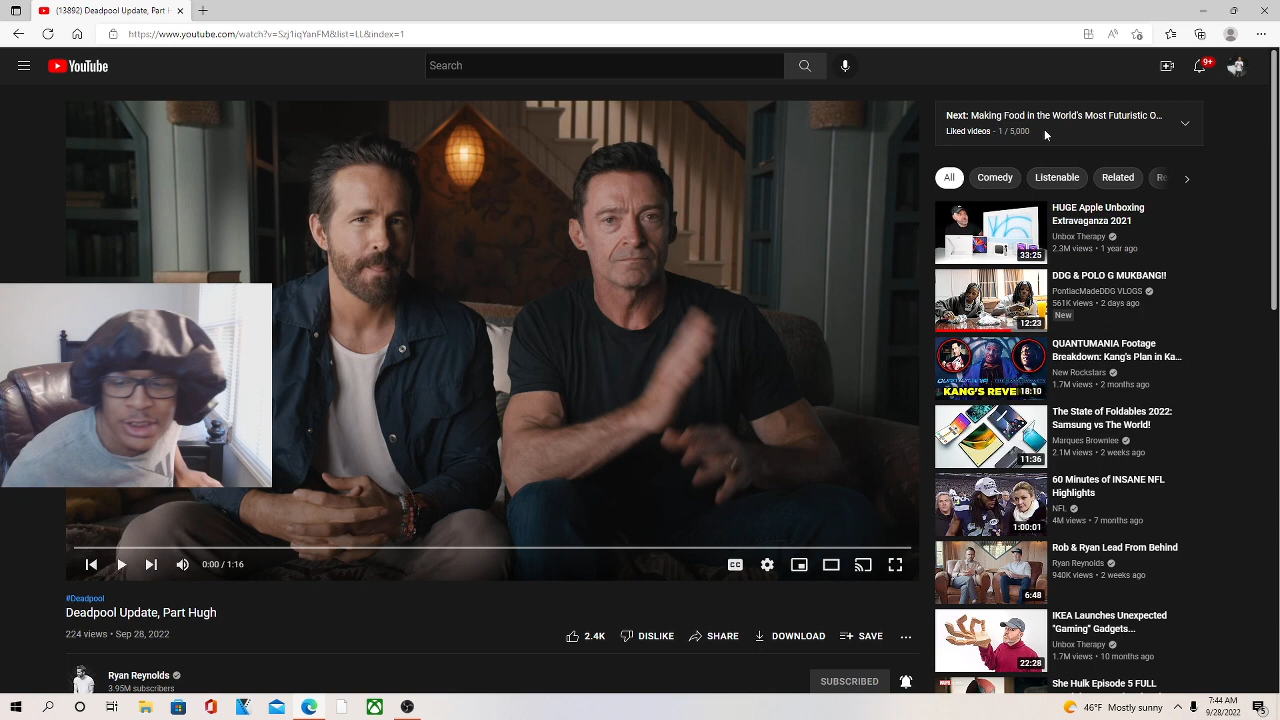 (13892) Deadpool Update, Part H
https://www.youtube.com/watch?v=Szj1iqYanFM&list=LL&index=1
YouTube
Search
9+
Next: Making Food in the World's Most Futuristic O...
Liked videos - 1 / 5,000
All
Comedy
Listenable
Related
HUGE Apple Unboxing
Extravaganza 2021
Unbox Therapy
2.3M views • 1 year ago
33:25
DDG & POLO G MUKBANG!!
PontiacMadeDDG VLOGS
561K views • 2 days ago
New
12:23
QUANTUMANIA Footage
Breakdown: Kang's Plan in Ka...
New Rockstars
1.7M views • 2 months ago
KANG'S REVE
18:10
The State of Foldables 2022:
Samsung vs The World!
Marques Brownlee
2.1M views • 2 weeks ago
11:36
60 Minutes of INSANE NFL
Highlights
NFL
4M views • 7 months ago
1:00:01
Rob & Ryan Lead From Behind
Ryan Reynolds
940K views • 2 weeks ago
6:48
IKEA Launches Unexpected
"Gaming" Gadgets...
Unbox Therapy
1.7M views • 10 months ago
22:28
She Hulk Episode 5 FULL
0:00 / 1:16
CC
#Deadpool
Deadpool Update, Part Hugh
224 views • Sep 28, 2022
2.4K
DISLIKE
SHARE
DOWNLOAD
SAVE
Ryan Reynolds
3.95M subscribers
SUBSCRIBED
46°F Mostly sunny
7:44 AM
9/28/2022
5